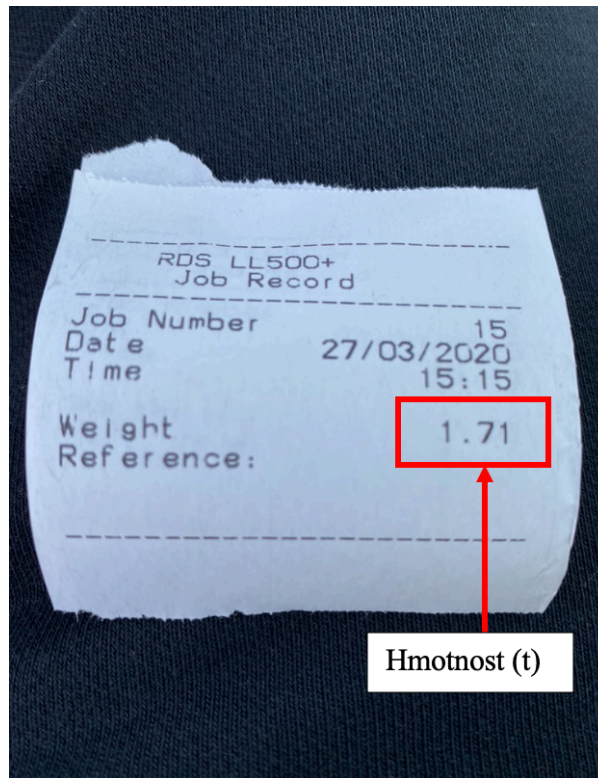 RDS LL500+
Job Record
Job Number 15
Date 27/03/2020
Time 15:15
Weight 1.71
Reference:
Hmotnost (t)